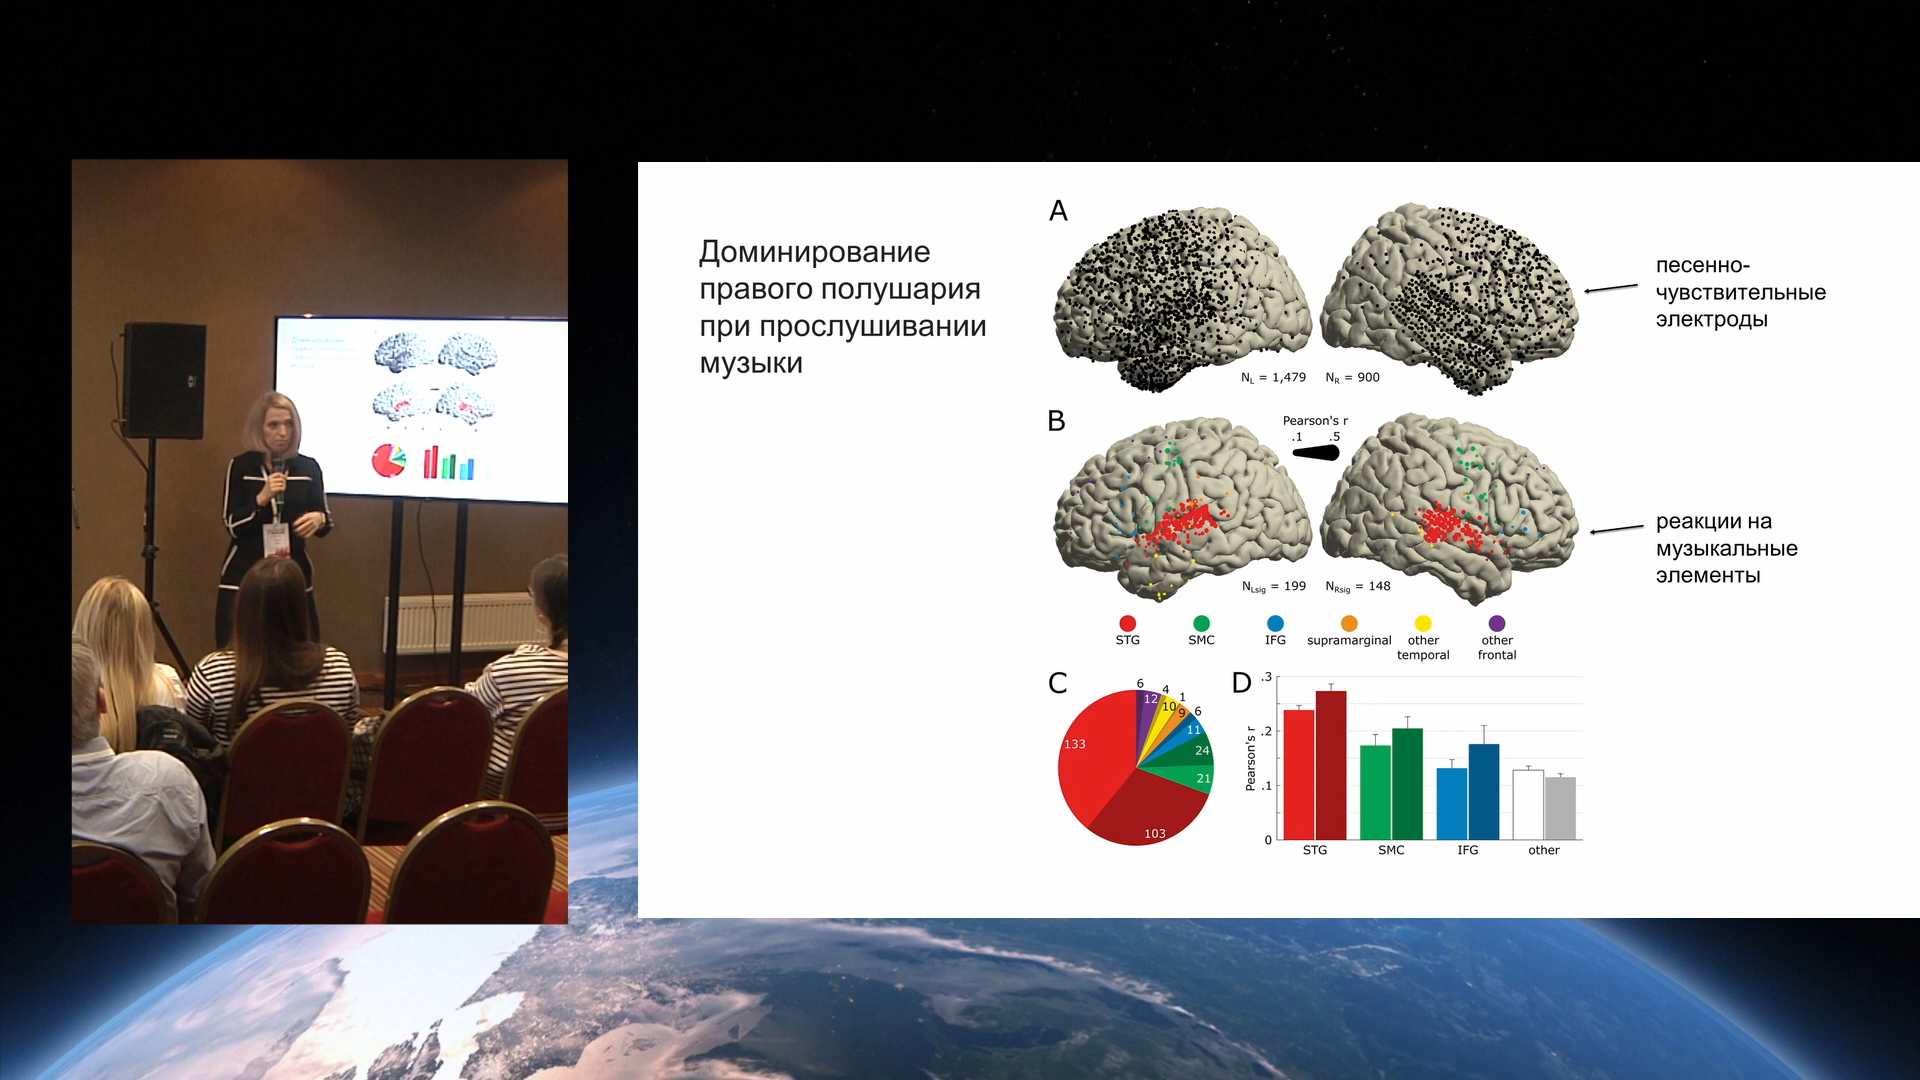 Доминирование
правого полушария
при прослушивании
музыки
A
N_L = 1,479 N_R = 900
песенно-
чувствительные
электроды
B
Pearson's r
.1 .5
N_Lsig = 199 N_Rsig = 148
реакции на
музыкальные
элементы
STG SMC IFG supramarginal other temporal other frontal
C
6 4 1 6
12 10 9 11
24
21
103
133
D
Pearson's r
.3
.2
.1
0
STG SMC IFG other